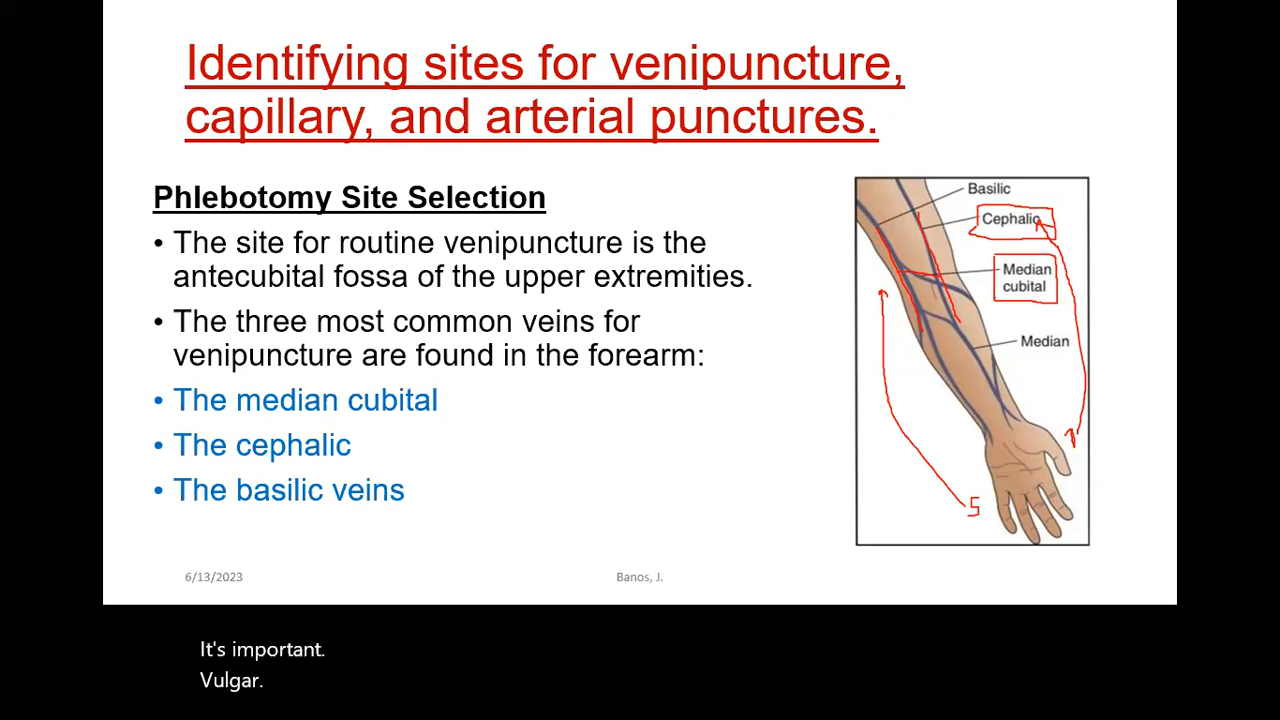 Identifying sites for venipuncture,
capillary, and arterial punctures.
Phlebotomy Site Selection
• The site for routine venipuncture is the
antecubital fossa of the upper extremities.
• The three most common veins for
venipuncture are found in the forearm:
• The median cubital
• The cephalic
• The basilic veins
Basilic
Cephalic
Median
cubital
Median
5
6/13/2023
Banos, J.
It's important.
Vulgar.